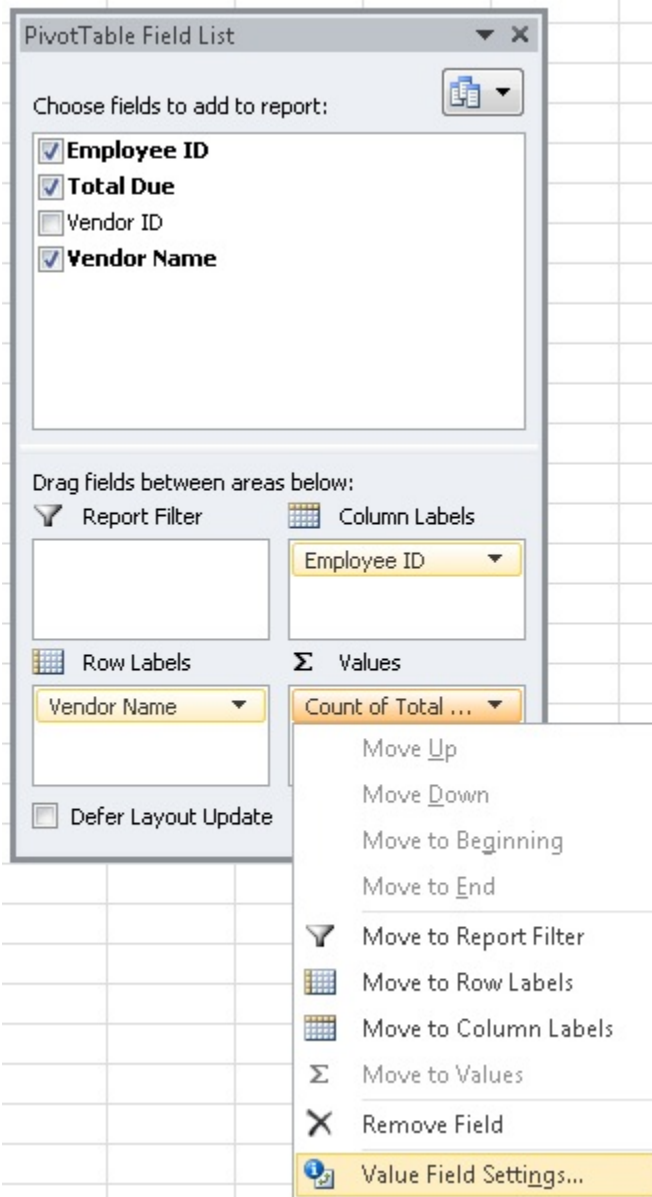 PivotTable Field List
Choose fields to add to report:
Employee ID
Total Due
Vendor ID
Vendor Name
Drag fields between areas below:
Report Filter
Column Labels
Employee ID
Row Labels
Σ Values
Vendor Name
Count of Total ...
Defer Layout Update
Move Up
Move Down
Move to Beginning
Move to End
Move to Report Filter
Move to Row Labels
Move to Column Labels
Σ Move to Values
Remove Field
Value Field Settings...